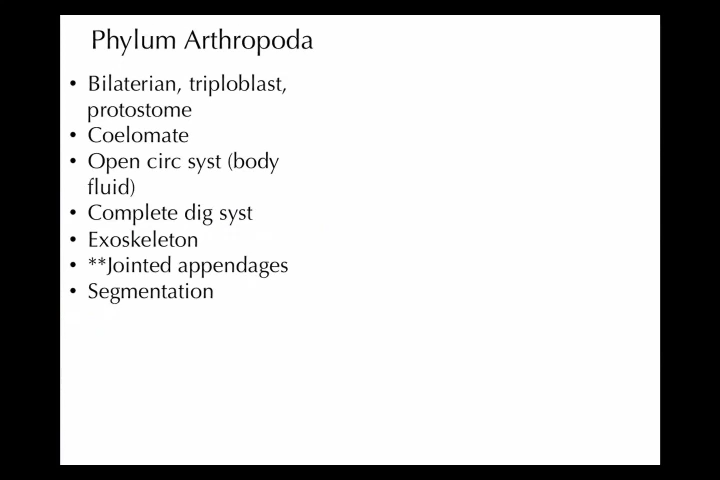 Phylum Arthropoda
• Bilaterian, triploblast,
protostome
• Coelomate
• Open circ syst (body
fluid)
• Complete dig syst
• Exoskeleton
• **Jointed appendages
• Segmentation